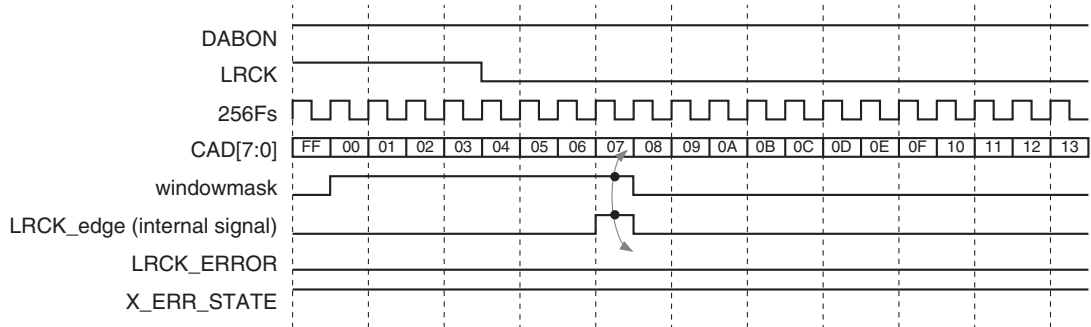 DABON
LRCK
256Fs
CAD[7:0] FF 00 01 02 03 04 05 06 07 08 09 0A 0B 0C 0D 0E 0F 10 11 12 13
windowmask
LRCK_edge (internal signal)
LRCK_ERROR
X_ERR_STATE